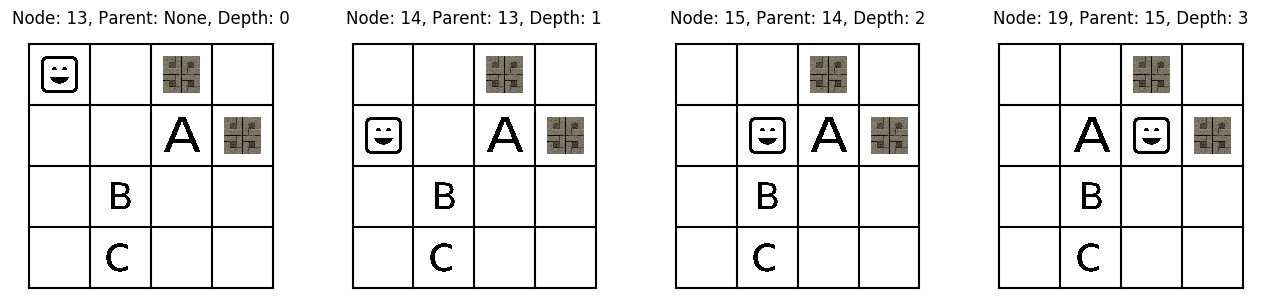 Node: 13, Parent: None, Depth: 0
A
B
C
Node: 14, Parent: 13, Depth: 1
A
B
C
Node: 15, Parent: 14, Depth: 2
A
B
C
Node: 19, Parent: 15, Depth: 3
A
B
C